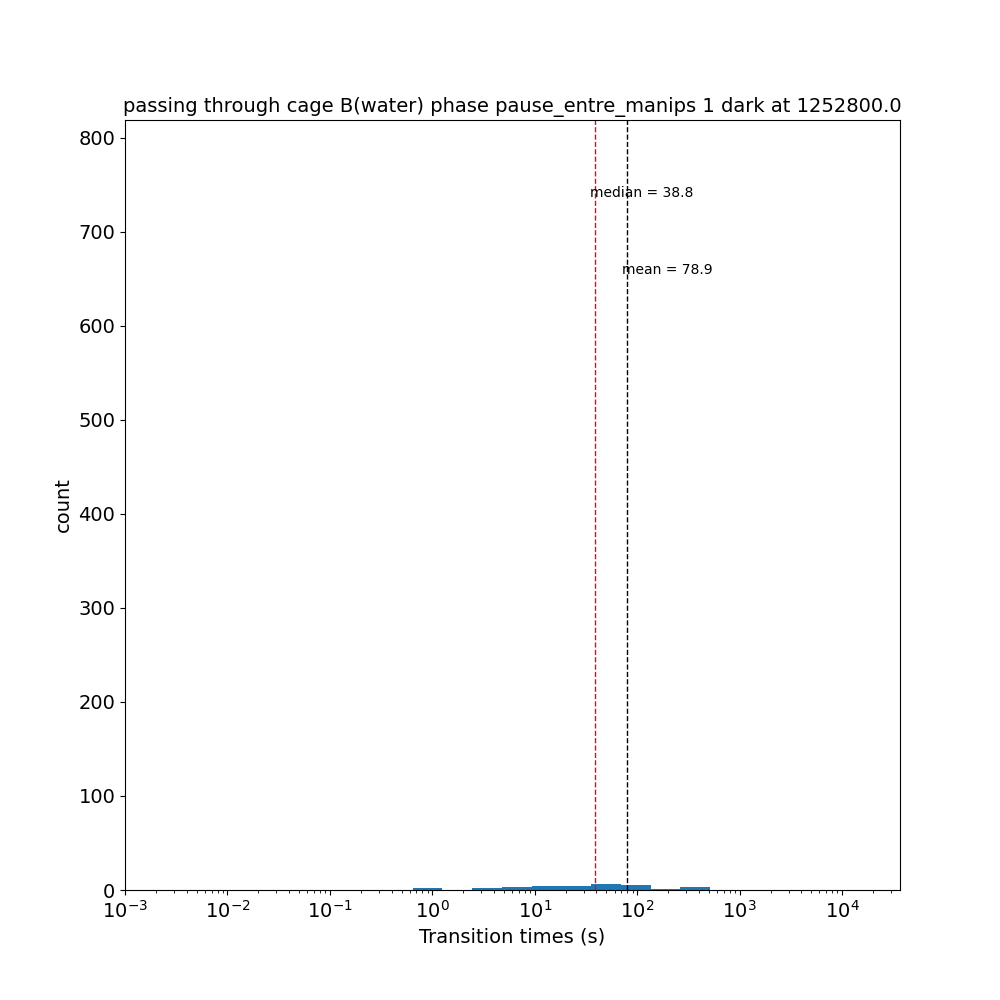 passing through cage B(water) phase pause_entre_manips 1 dark at 1252800.0
800
median = 38.8
700
mean = 78.9
600
500
count
400
300
200
100
0
10⁻³ 10⁻² 10⁻¹ 10⁰ 10¹ 10² 10³ 10⁴
Transition times (s)